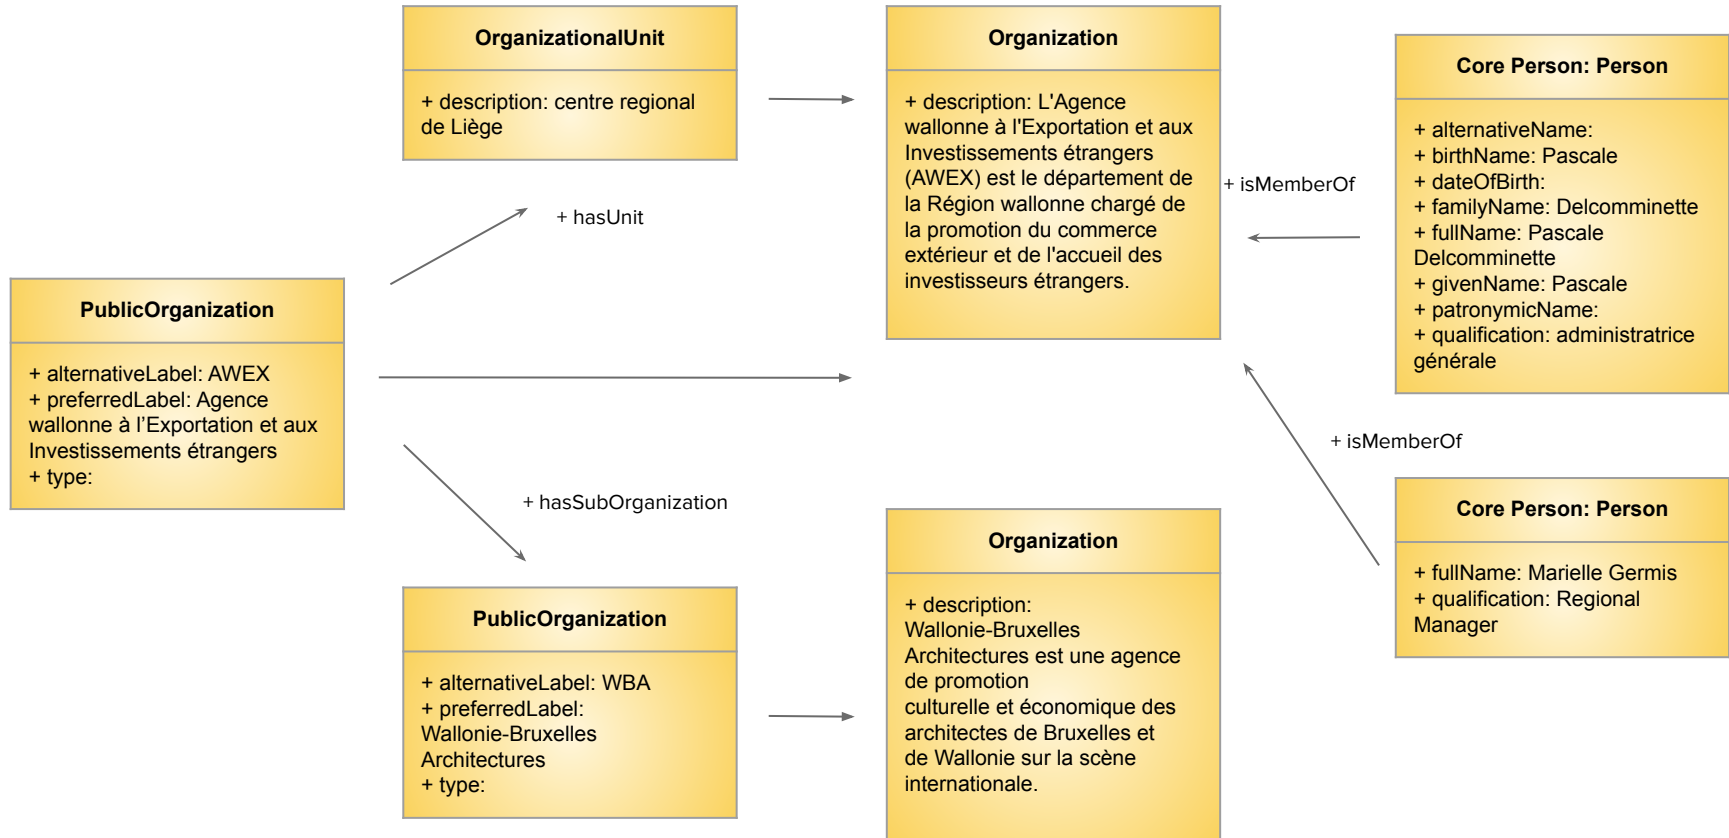 OrganizationalUnit
+ description: centre regional
de Liège
Organization
+ description: L'Agence
wallonne à l'Exportation et aux
Investissements étrangers
(AWEX) est le département de
la Région wallonne chargé de
la promotion du commerce
extérieur et de l'accueil des
investisseurs étrangers.
Core Person: Person
+ alternativeName:
+ birthName: Pascale
+ dateOfBirth:
+ familyName: Delcomminette
+ fullName: Pascale
Delcomminette
+ givenName: Pascale
+ patronymicName:
+ qualification: administratrice
générale
+ isMemberOf
+ hasUnit
PublicOrganization
+ alternativeLabel: AWEX
+ preferredLabel: Agence
wallonne à l’Exportation et aux
Investissements étrangers
+ type:
+ isMemberOf
+ hasSubOrganization
PublicOrganization
+ alternativeLabel: WBA
+ preferredLabel:
Wallonie-Bruxelles
Architectures
+ type:
Organization
+ description:
Wallonie-Bruxelles
Architectures est une agence
de promotion
culturelle et économique des
architectes de Bruxelles et
de Wallonie sur la scène
internationale.
Core Person: Person
+ fullName: Marielle Germis
+ qualification: Regional
Manager